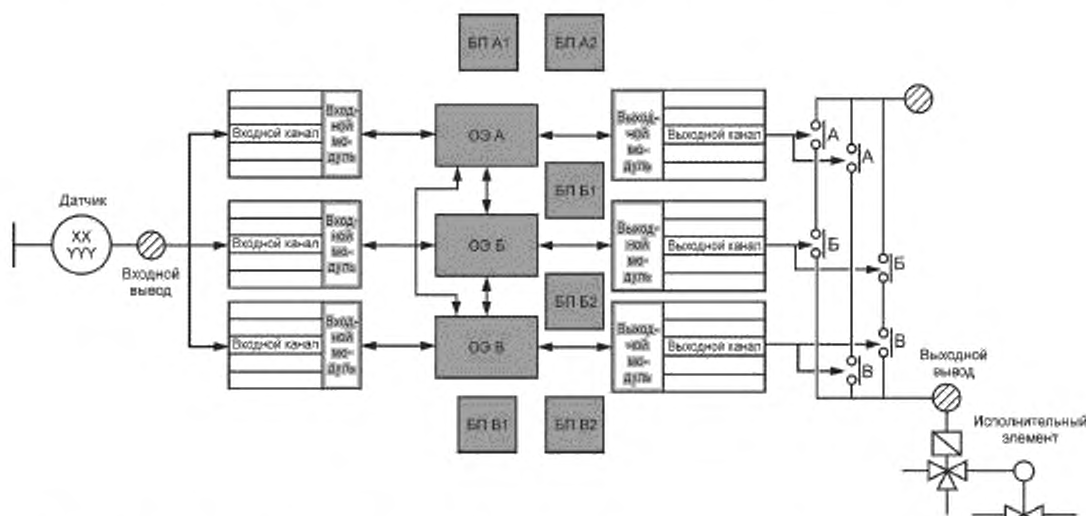 БП А1
БП А2
Входной канал
Вход-
ной
мо-
дуль
ОЭ А
Выход-
ной
мо-
дуль
Выходной канал
А
А
БП Б1
Датчик
XX
YYY
Входной
вывод
Входной канал
Вход-
ной
мо-
дуль
ОЭ Б
Выход-
ной
мо-
дуль
Выходной канал
Б
Б
БП Б2
Входной канал
Вход-
ной
мо-
дуль
ОЭ В
Выход-
ной
мо-
дуль
Выходной канал
В
В
Выходной
вывод
БП В1
БП В2
Исполнительный
элемент